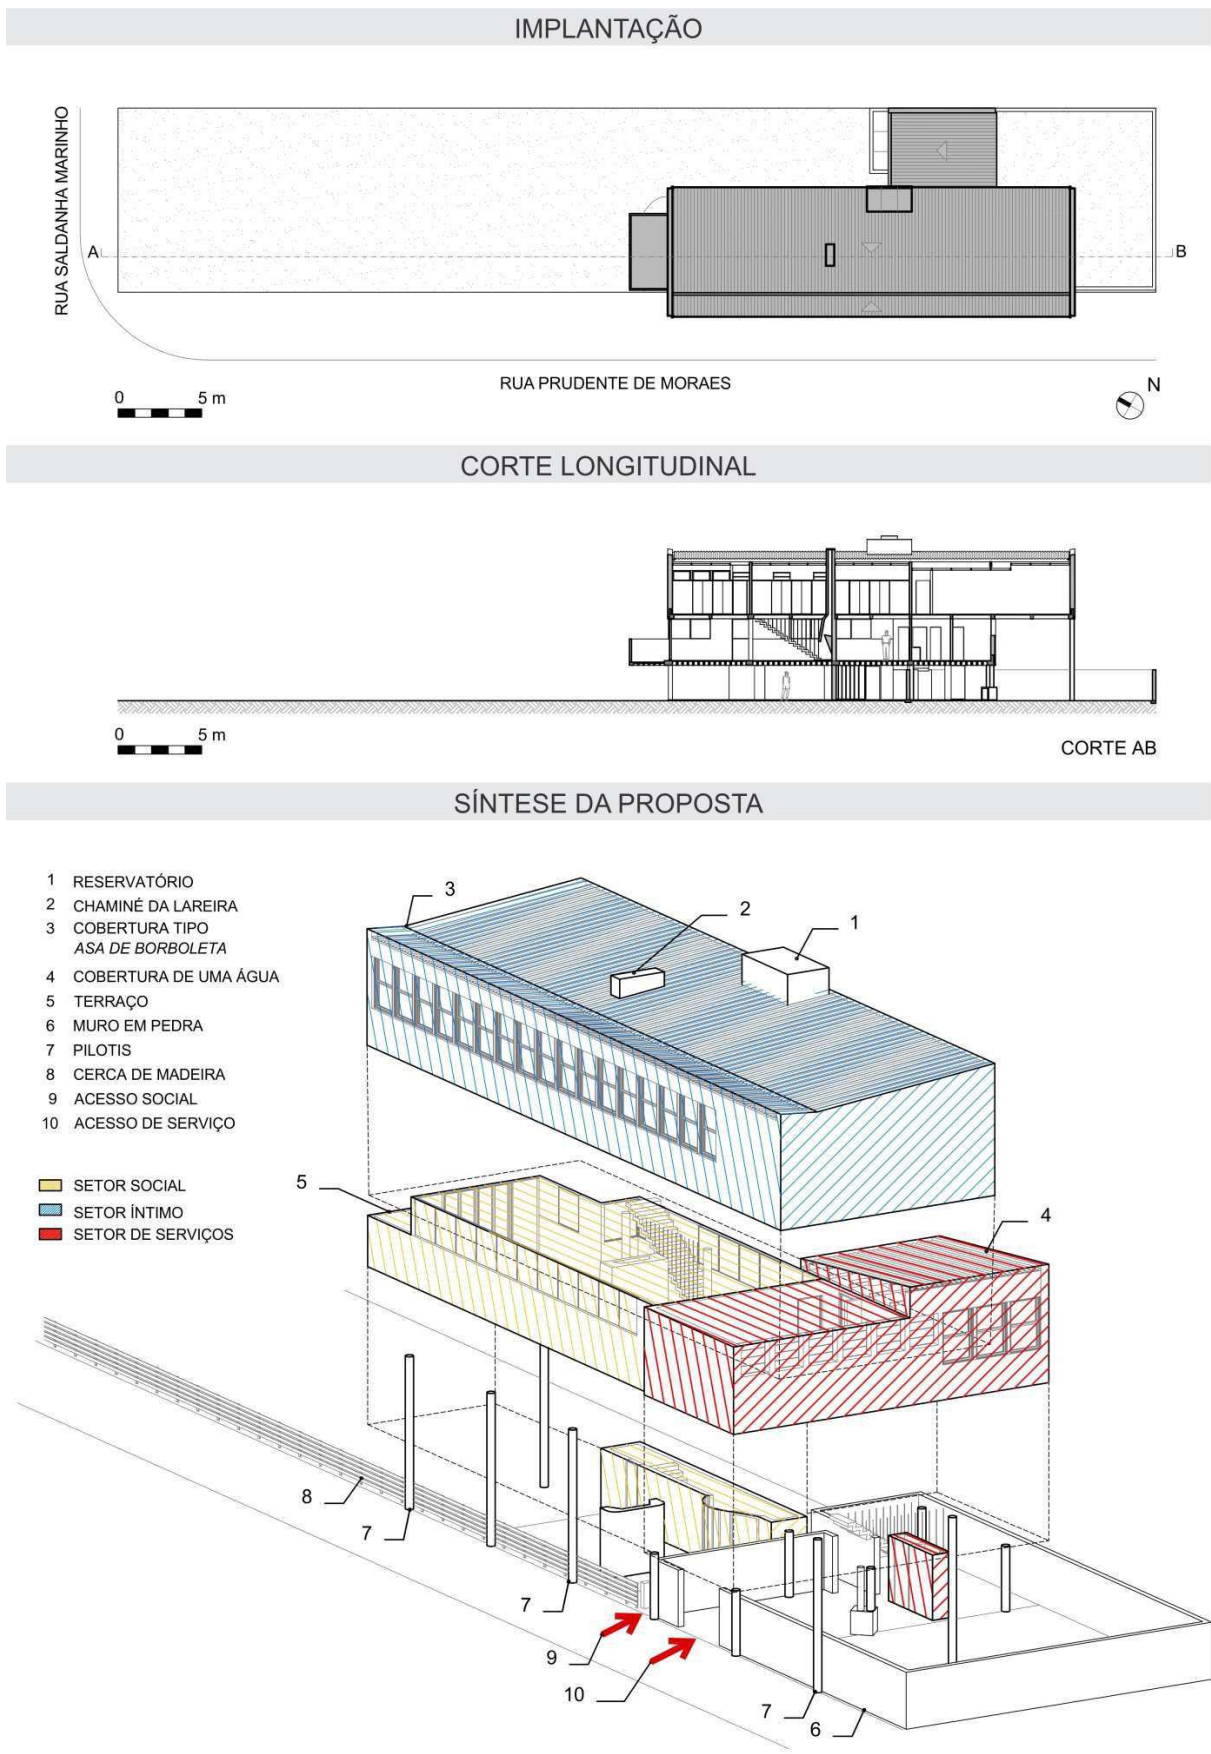 IMPLANTAÇÃO
RUA SALDANHA MARINHO
A
B
RUA PRUDENTE DE MORAES
N
0 5 m
CORTE LONGITUDINAL
0 5 m
CORTE AB
SÍNTESE DA PROPOSTA
1 RESERVATÓRIO
2 CHAMINÉ DA LAREIRA
3 COBERTURA TIPO
ASA DE BORBOLETA
4 COBERTURA DE UMA ÁGUA
5 TERRAÇO
6 MURO EM PEDRA
7 PILOTIS
8 CERCA DE MADEIRA
9 ACESSO SOCIAL
10 ACESSO DE SERVIÇO
SETOR SOCIAL
SETOR ÍNTIMO
SETOR DE SERVIÇOS
3
2
1
5
4
8
7
7
9
10
7
6